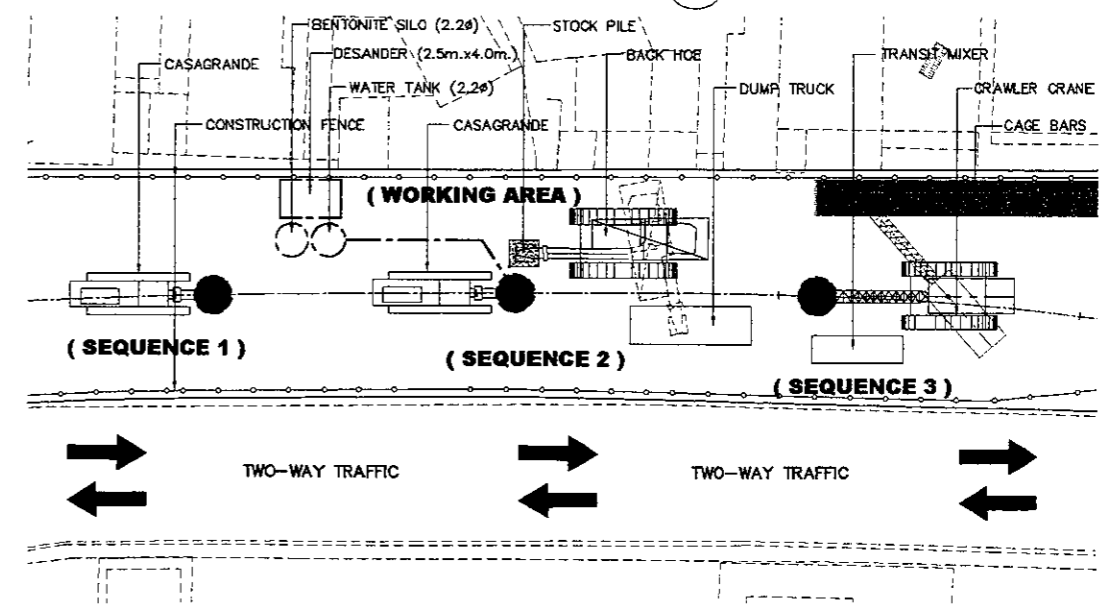 BENTONITE SILO (2.2ø)
STOCK PILE
DESANDER (2.5m.x4.0m.)
BACK HOE
TRANSIT MIXER
CASAGRANDE
WATER TANK (2.2ø)
DUMP TRUCK
CRAWLER CRANE
CONSTRUCTION FENCE
CASAGRANDE
CAGE BARS
( WORKING AREA )
( SEQUENCE 1 )
( SEQUENCE 2 )
( SEQUENCE 3 )
TWO-WAY TRAFFIC
TWO-WAY TRAFFIC